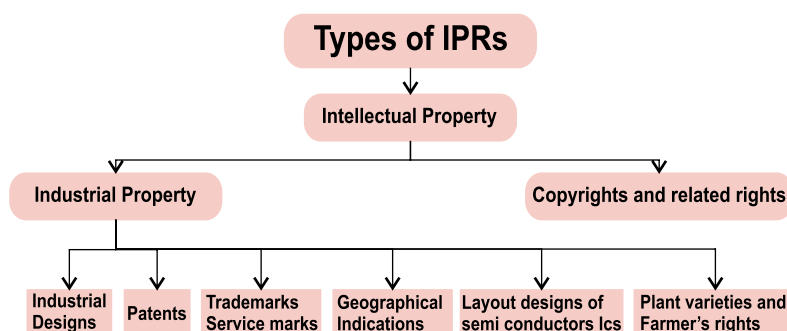 Types of IPRs
Intellectual Property
Industrial Property
Copyrights and related rights
Industrial
Designs
Patents
Trademarks
Service marks
Geographical
Indications
Layout designs of
semi conductors Ics
Plant varieties and
Farmer's rights